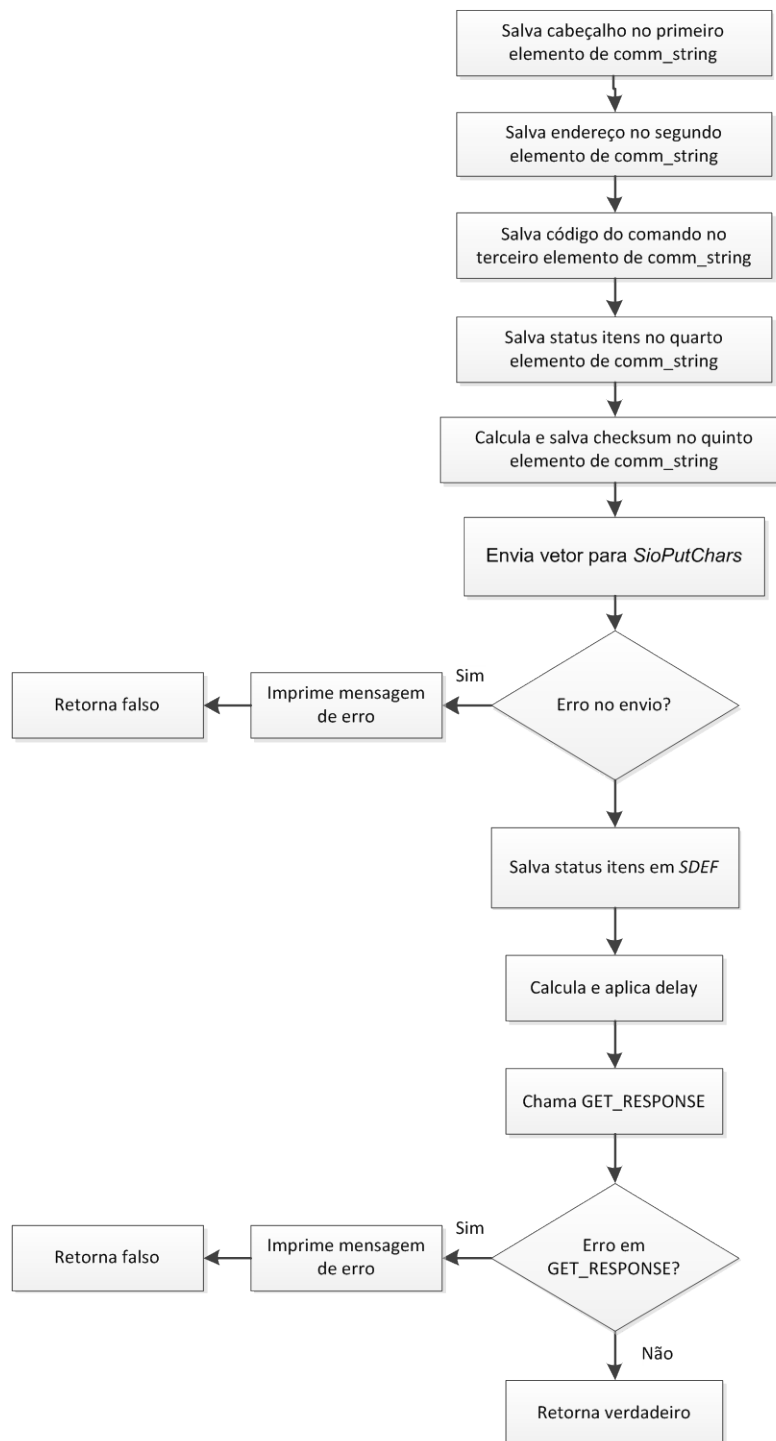 Salva cabeçalho no primeiro
elemento de comm_string
Salva endereço no segundo
elemento de comm_string
Salva código do comando no
terceiro elemento de comm_string
Salva status itens no quarto
elemento de comm_string
Calcula e salva checksum no quinto
elemento de comm_string
Envia vetor para SioPutChars
Erro no envio?
Sim
Imprime mensagem
de erro
Retorna falso
Salva status itens em SDEF
Calcula e aplica delay
Chama GET_RESPONSE
Erro em
GET_RESPONSE?
Sim
Imprime mensagem
de erro
Retorna falso
Não
Retorna verdadeiro